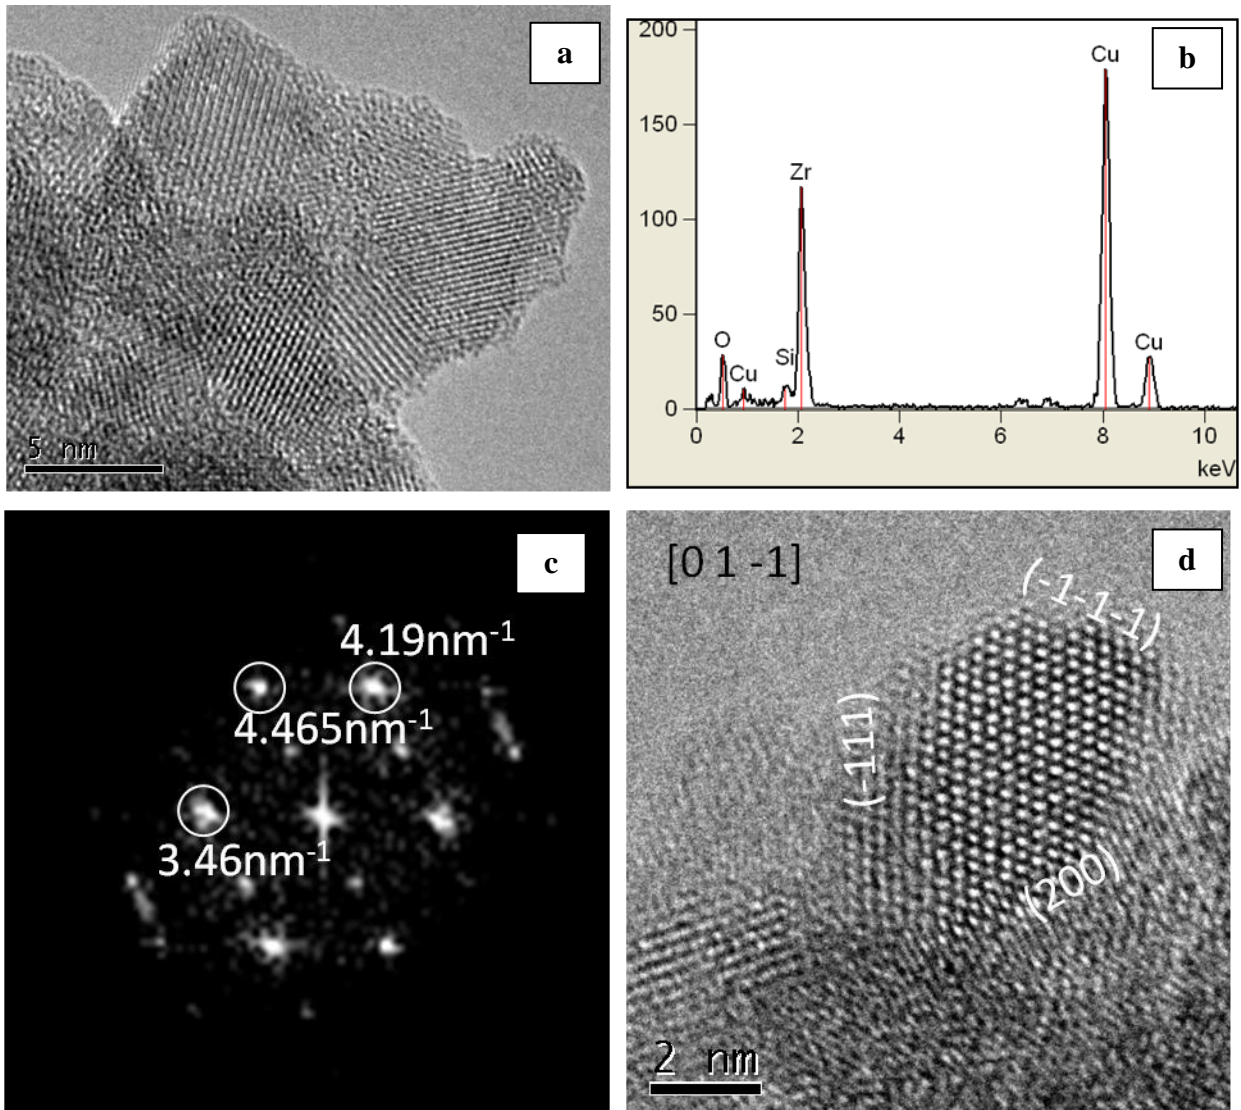 a
5 nm
b
200
150
100
50
0
O
Cu
Si
Zr
Cu
Cu
0
2
4
6
8
10
keV
c
4.19nm⁻¹
4.465nm⁻¹
3.46nm⁻¹
[0 1 -1]
d
(-1-1-1)
(-111)
(200)
2 nm